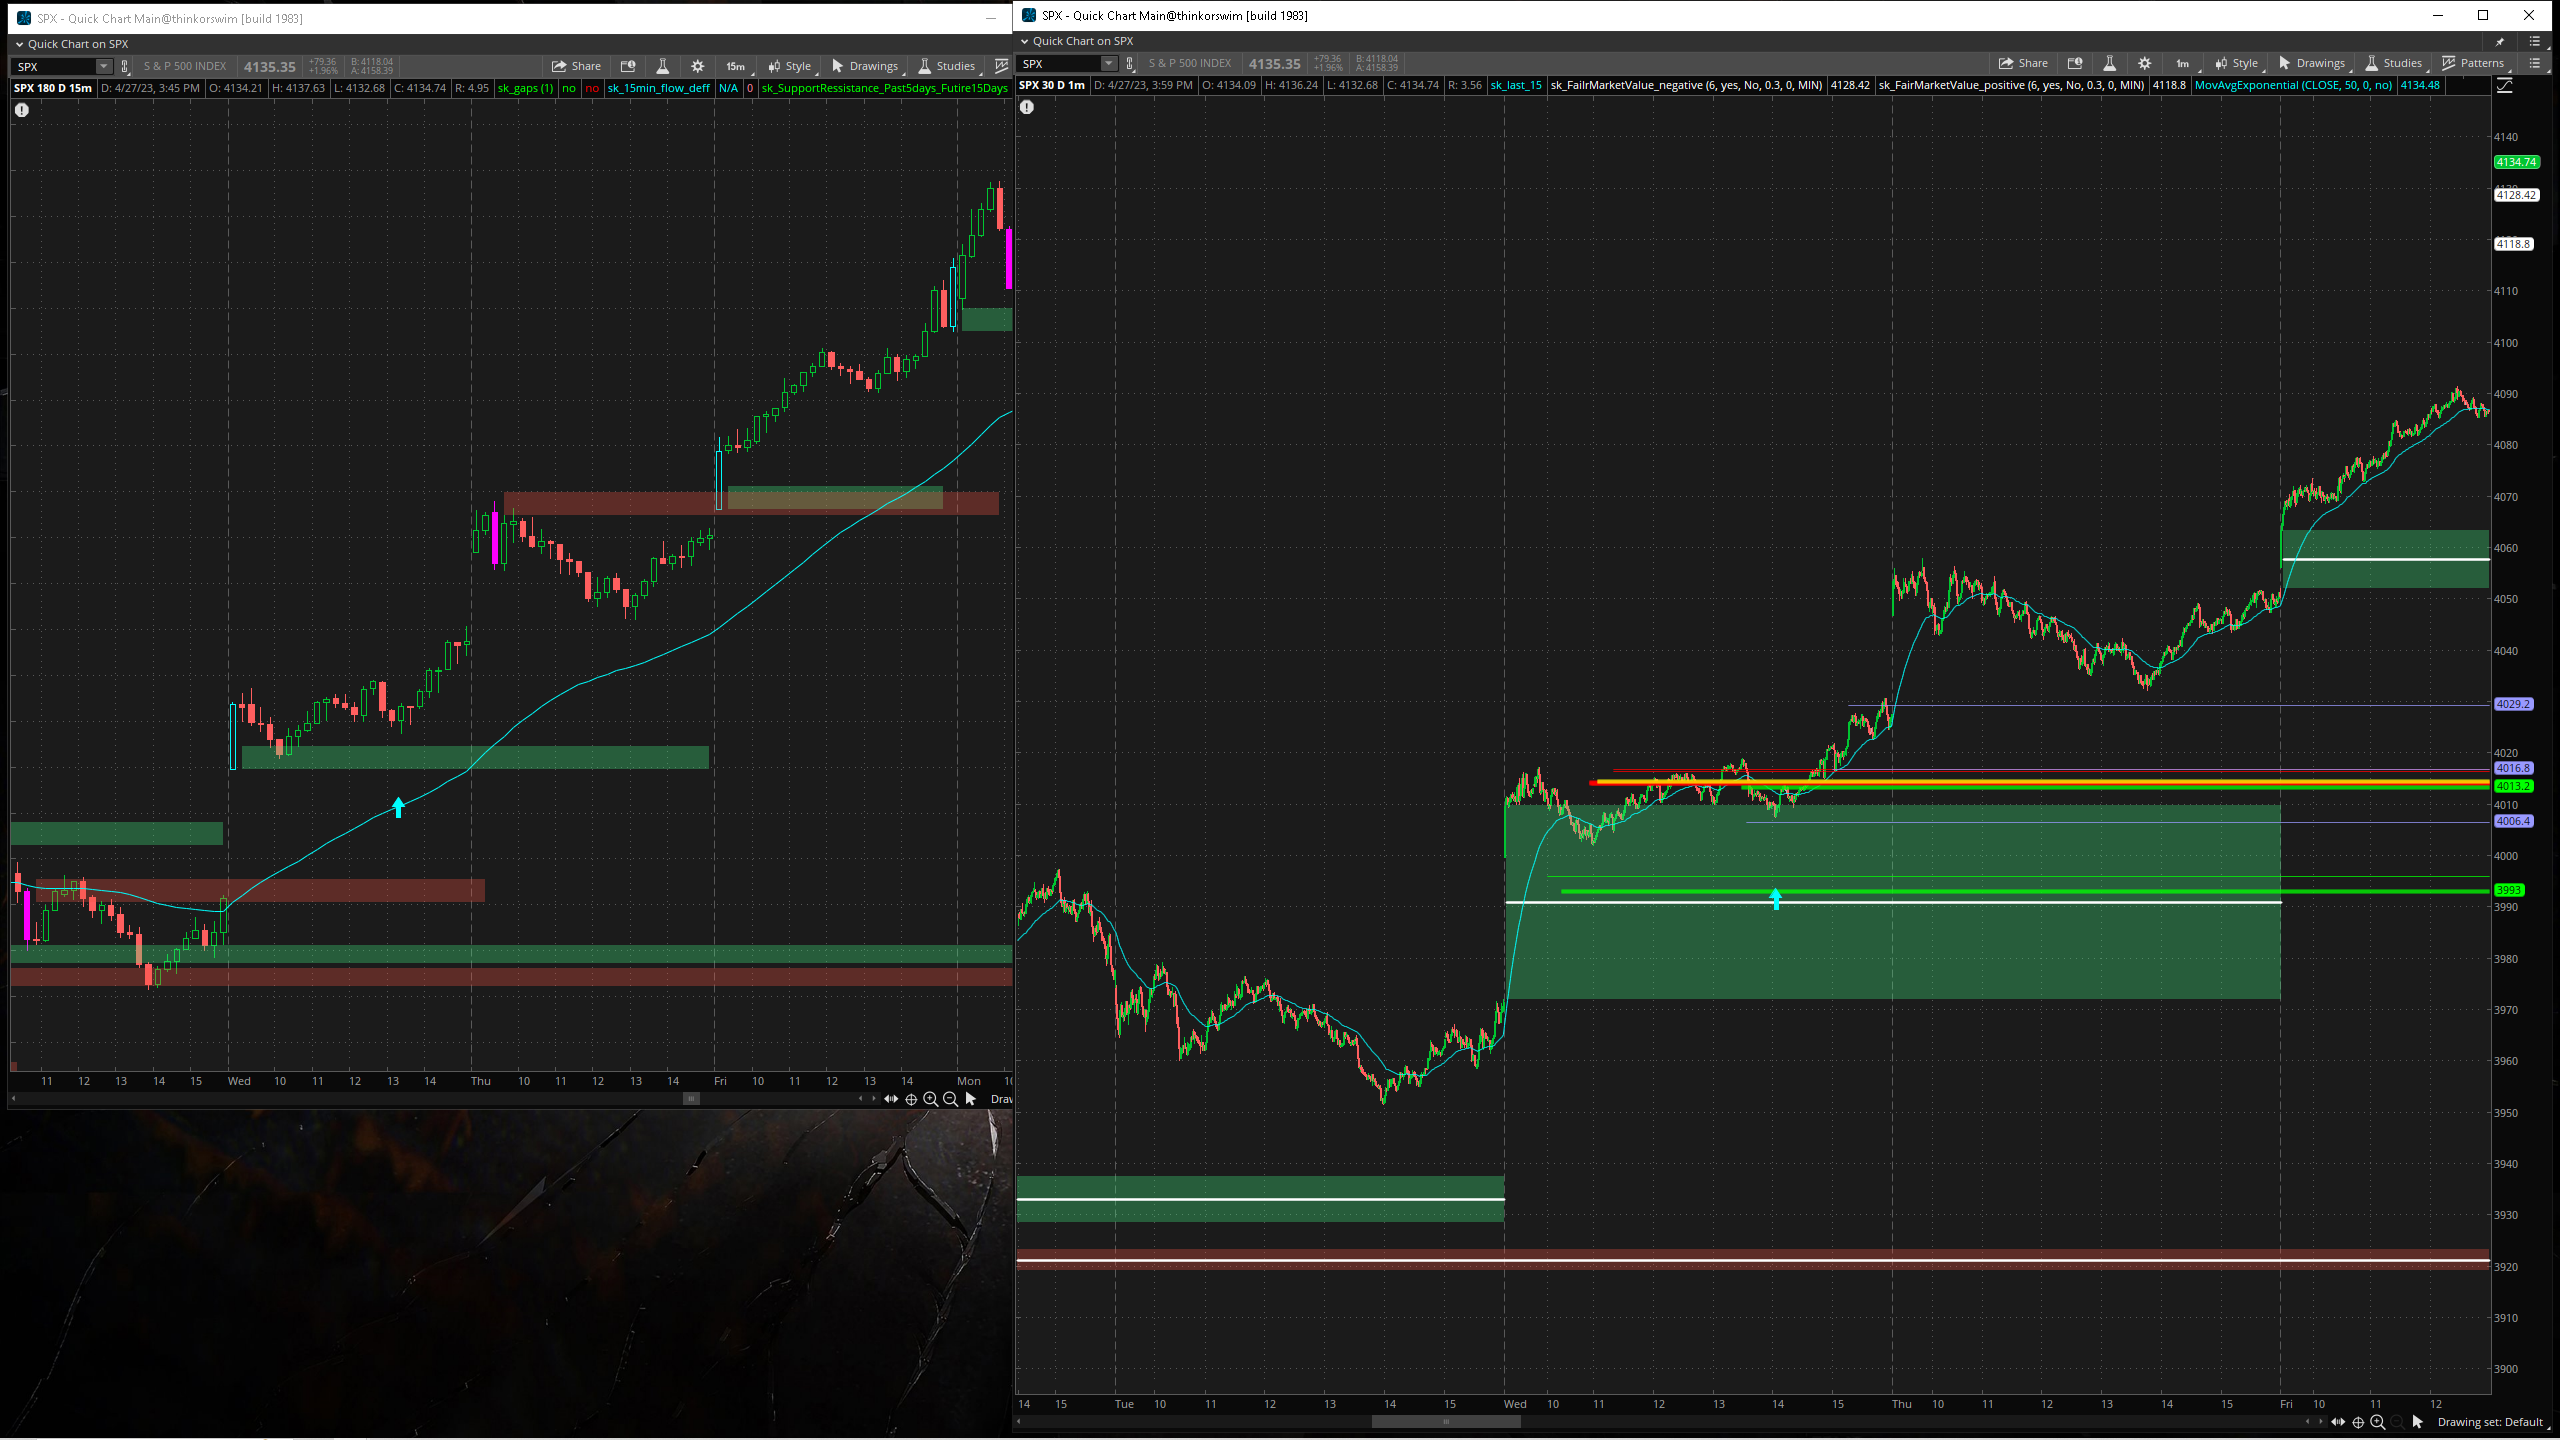 SPX - Quick Chart Main@thinkorswim [build 1983]
Quick Chart on SPX
SPX S & P 500 INDEX 4135.35 +79.36 +1.96% B: 4118.04 A: 4158.39 Share 15m Style Drawings Studies
SPX 180 D 15m D: 4/27/23, 3:45 PM O: 4134.21 H: 4137.63 L: 4132.68 C: 4134.74 R: 4.95 sk_gaps (1) no no sk_15min_flow_deff N/A 0 sk_SupportRessistance_Past5days_Futire15Days
11 12 13 14 15 Wed 10 11 12 13 14 Thu 10 11 12 13 14 Fri 10 11 12 13 14 Mon
SPX - Quick Chart Main@thinkorswim [build 1983]
Quick Chart on SPX
SPX S & P 500 INDEX 4135.35 +79.36 +1.96% B: 4118.04 A: 4158.39 Share 1m Style Drawings Studies Patterns
SPX 30 D 1m D: 4/27/23, 3:59 PM O: 4134.09 H: 4136.24 L: 4132.68 C: 4134.74 R: 3.56 sk_last_15 sk_FailrMarketValue_negative (6, yes, No, 0.3, 0, MIN) 4128.42 sk_FairMarketValue_positive (6, yes, No, 0.3, 0, MIN) 4118.8 MovAvgExponential (CLOSE, 50, 0, no) 4134.48
4140
4134.74
4128.42
4118.8
4110
4100
4090
4080
4070
4060
4050
4040
4029.2
4020
4016.8
4013.2
4010
4006.4
4000
3993
3990
3980
3970
3960
3950
3940
3930
3920
3910
3900
14 15 Tue 10 11 12 13 14 15 Wed 10 11 12 13 14 15 Thu 10 11 12 13 14 15 Fri 10 11 12
Drawing set: Default